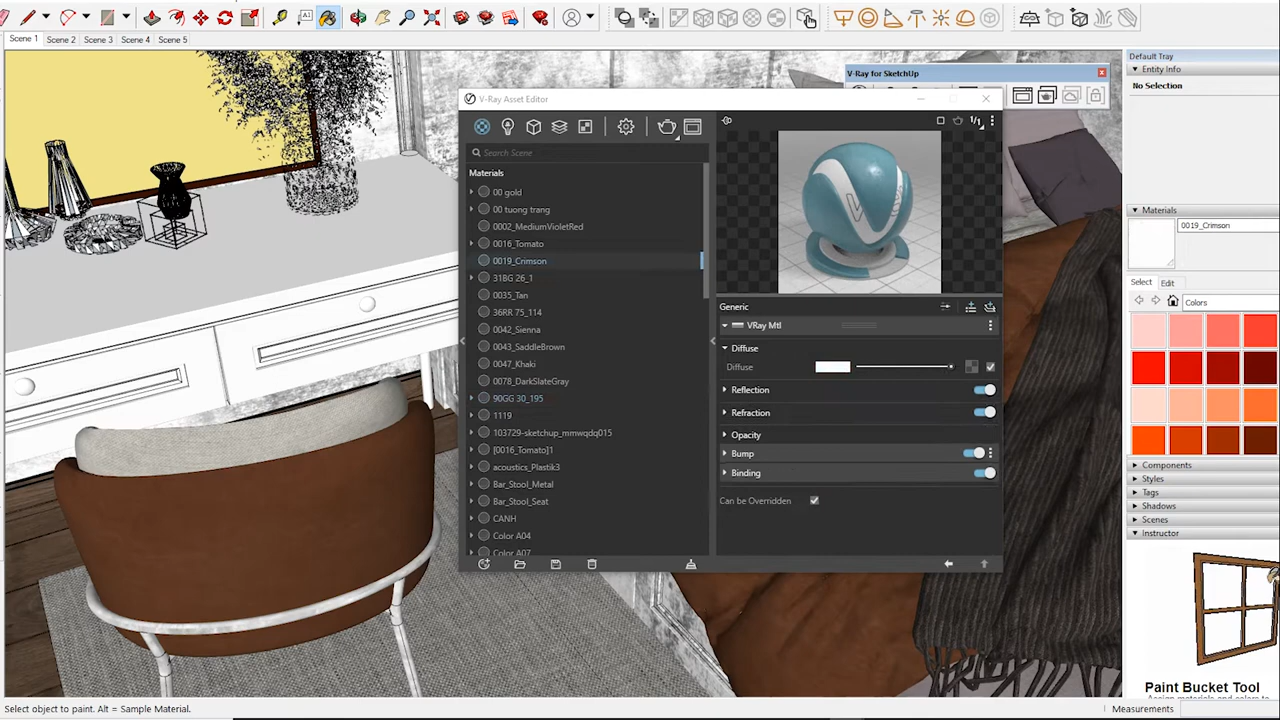 Scene 1
Scene 2
Scene 3
Scene 4
Scene 5
V-Ray for SketchUp
Default Tray
Entity Info
No Selection
V-Ray Asset Editor
1/1
Search Scene
Materials
00 gold
00 tuong trang
0002_MediumVioletRed
0016_Tomato
0019_Crimson
31BG 26_1
0035_Tan
36RR 75_114
0042_Sienna
0043_SaddleBrown
0047_Khaki
0078_DarkSlateGray
90GG 30_195
1119
103729-sketchup_mmwqdq015
[0016_Tomato]1
acoustics_Plastik3
Bar_Stool_Metal
Bar_Stool_Seat
CANH
Color A04
Color A07
Generic
VRay Mtl
Diffuse
Diffuse
Reflection
Refraction
Opacity
Bump
Binding
Can be Overridden
Materials
0019_Crimson
Select
Edit
Colors
Components
Styles
Tags
Shadows
Scenes
Instructor
Paint Bucket Tool
Select object to paint. Alt = Sample Material.
Measurements